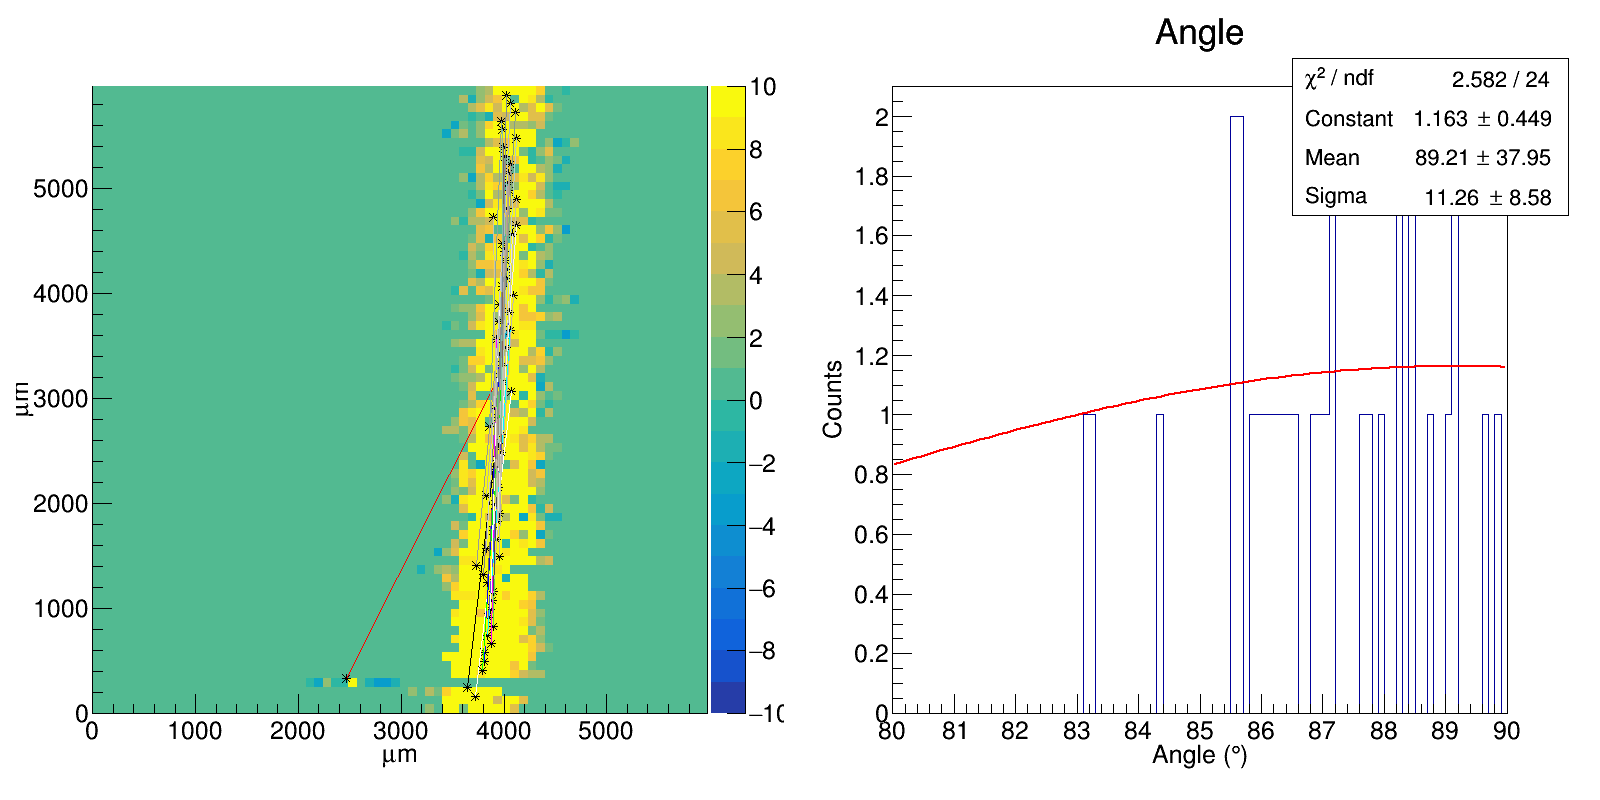 Angle
χ² / ndf 2.582 / 24
Constant 1.163 ± 0.449
Mean 89.21 ± 37.95
Sigma 11.26 ± 8.58
μm
5000
4000
3000
2000
1000
0
0 1000 2000 3000 4000 5000
μm
10
8
6
4
2
0
−2
−4
−6
−8
−10
Counts
2
1.8
1.6
1.4
1.2
1
0.8
0.6
0.4
0.2
0
80 81 82 83 84 85 86 87 88 89 90
Angle (°)